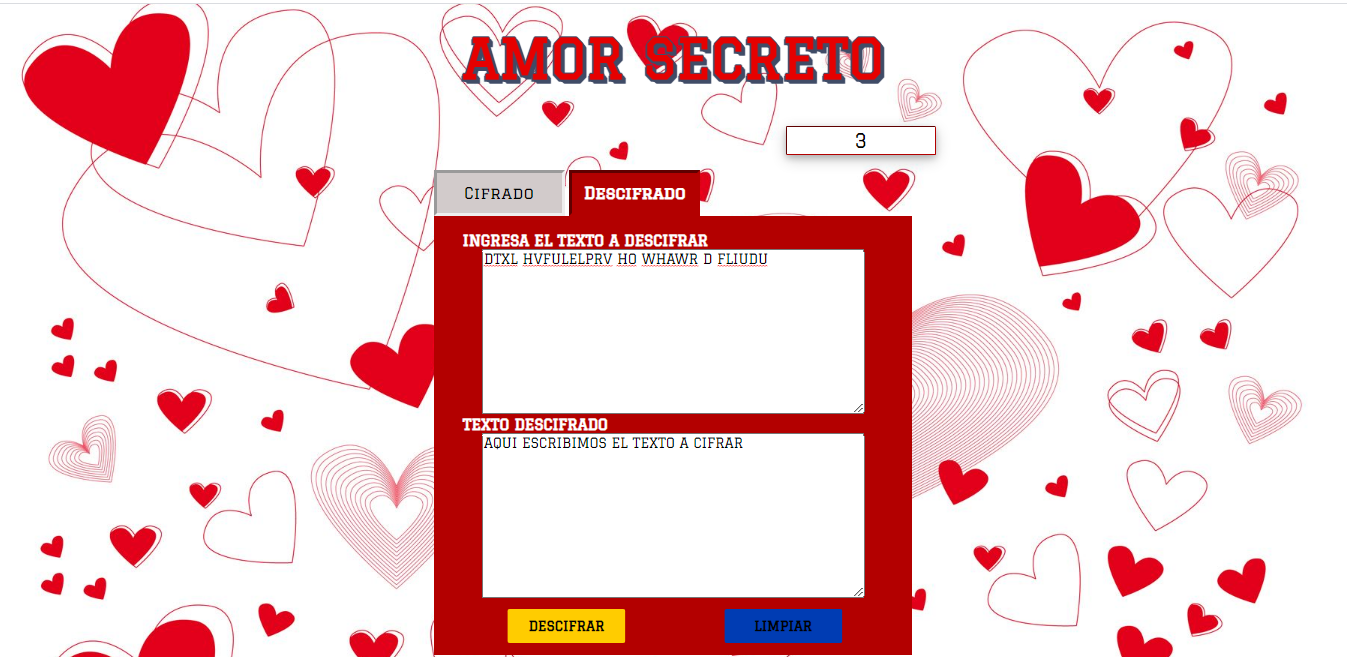 AMOR SECRETO
3
CIFRADO
DESCIFRADO
INGRESA EL TEXTO A DESCIFRAR
DTXL HVFULELPRV HO WHAWR D FLIUDU
TEXTO DESCIFRADO
AQUI ESCRIBIMOS EL TEXTO A CIFRAR
DESCIFRAR
LIMPIAR